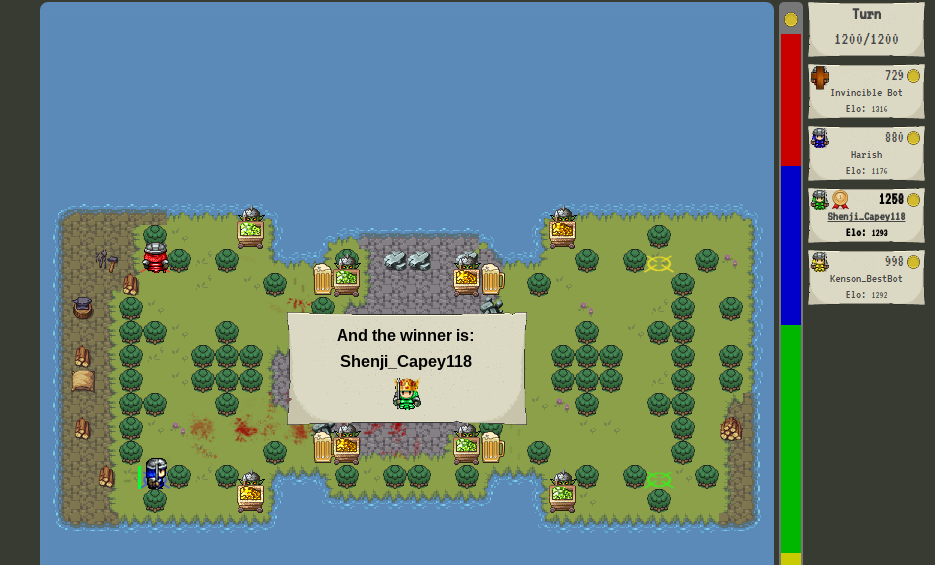 Turn
1200/1200
729
Invincible Bot
Elo: 1316
880
Harish
Elo: 1176
1258
Shenji_Capey118
Elo: 1293
998
Kenson_BestBot
Elo: 1292
And the winner is:
Shenji_Capey118